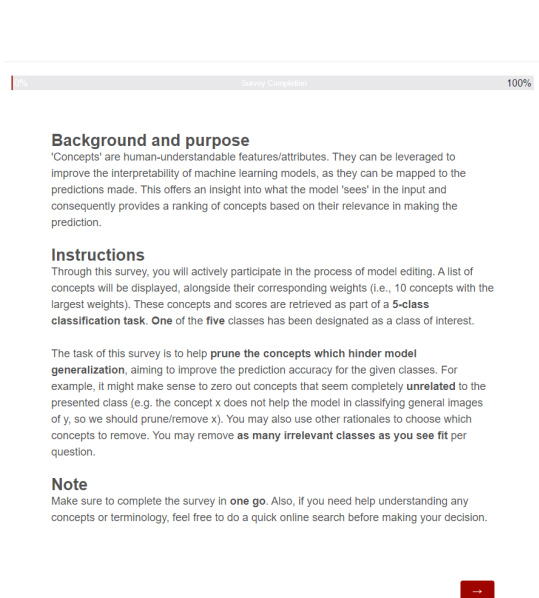 0% Survey Completion 100%
Background and purpose
'Concepts' are human-understandable features/attributes. They can be leveraged to
improve the interpretability of machine learning models, as they can be mapped to the
predictions made. This offers an insight into what the model 'sees' in the input and
consequently provides a ranking of concepts based on their relevance in making the
prediction.
Instructions
Through this survey, you will actively participate in the process of model editing. A list of
concepts will be displayed, alongside their corresponding weights (i.e., 10 concepts with the
largest weights). These concepts and scores are retrieved as part of a 5-class
classification task. One of the five classes has been designated as a class of interest.
The task of this survey is to help prune the concepts which hinder model
generalization, aiming to improve the prediction accuracy for the given classes. For
example, it might make sense to zero out concepts that seem completely unrelated to the
presented class (e.g. the concept x does not help the model in classifying general images
of y, so we should prune/remove x). You may also use other rationales to choose which
concepts to remove. You may remove as many irrelevant classes as you see fit per
question.
Note
Make sure to complete the survey in one go. Also, if you need help understanding any
concepts or terminology, feel free to do a quick online search before making your decision.
→